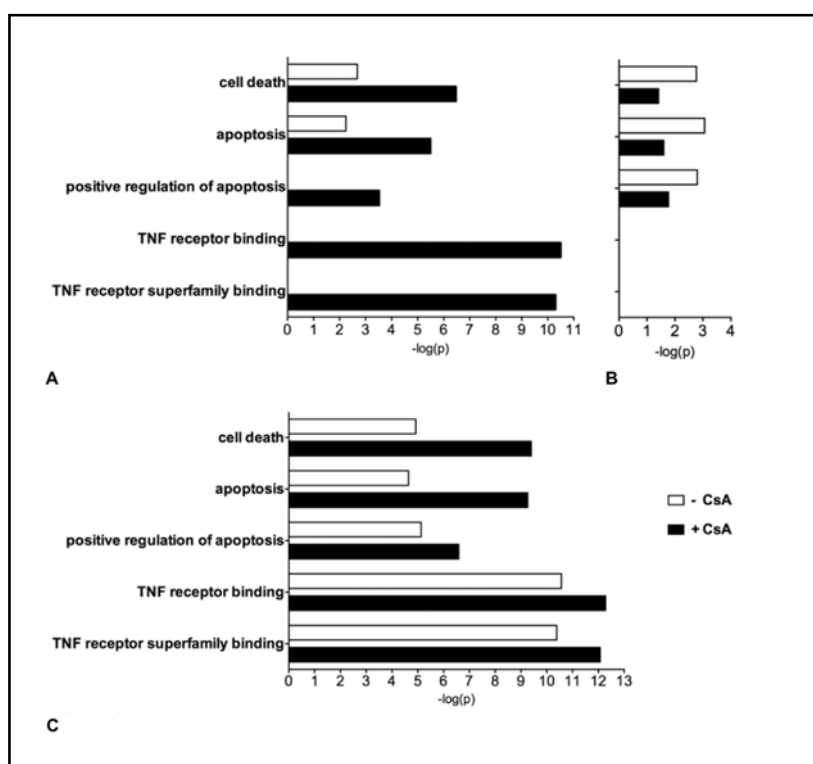 cell death
apoptosis
positive regulation of apoptosis
TNF receptor binding
TNF receptor superfamily binding
0 1 2 3 4 5 6 7 8 9 10 11
-log(p)
A
0 1 2 3 4
-log(p)
B
cell death
apoptosis
positive regulation of apoptosis
TNF receptor binding
TNF receptor superfamily binding
0 1 2 3 4 5 6 7 8 9 10 11 12 13
-log(p)
- CsA
+ CsA
C